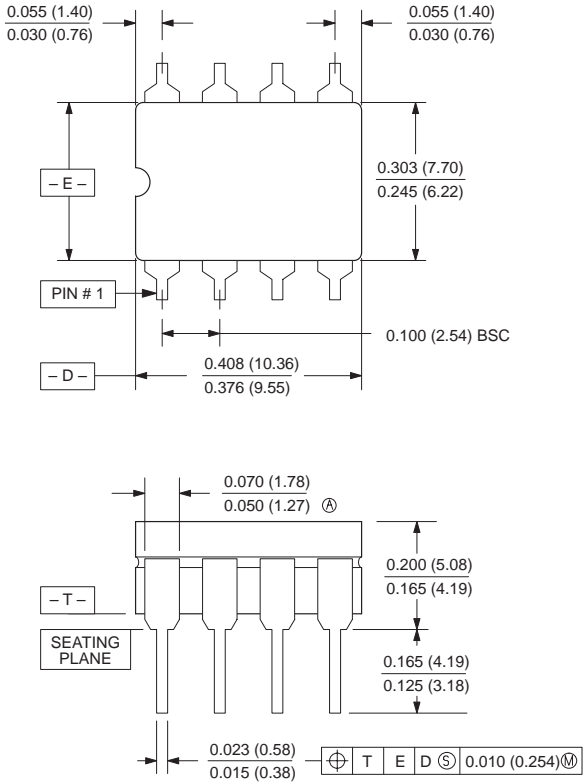 0.055 (1.40)
0.030 (0.76)
0.055 (1.40)
0.030 (0.76)
– E –
0.303 (7.70)
0.245 (6.22)
PIN # 1
0.100 (2.54) BSC
– D –
0.408 (10.36)
0.376 (9.55)
0.070 (1.78)
0.050 (1.27) Ⓐ
– T –
0.200 (5.08)
0.165 (4.19)
SEATING
PLANE
0.165 (4.19)
0.125 (3.18)
0.023 (0.58)
0.015 (0.38)
⌖ T E D Ⓢ 0.010 (0.254)Ⓜ